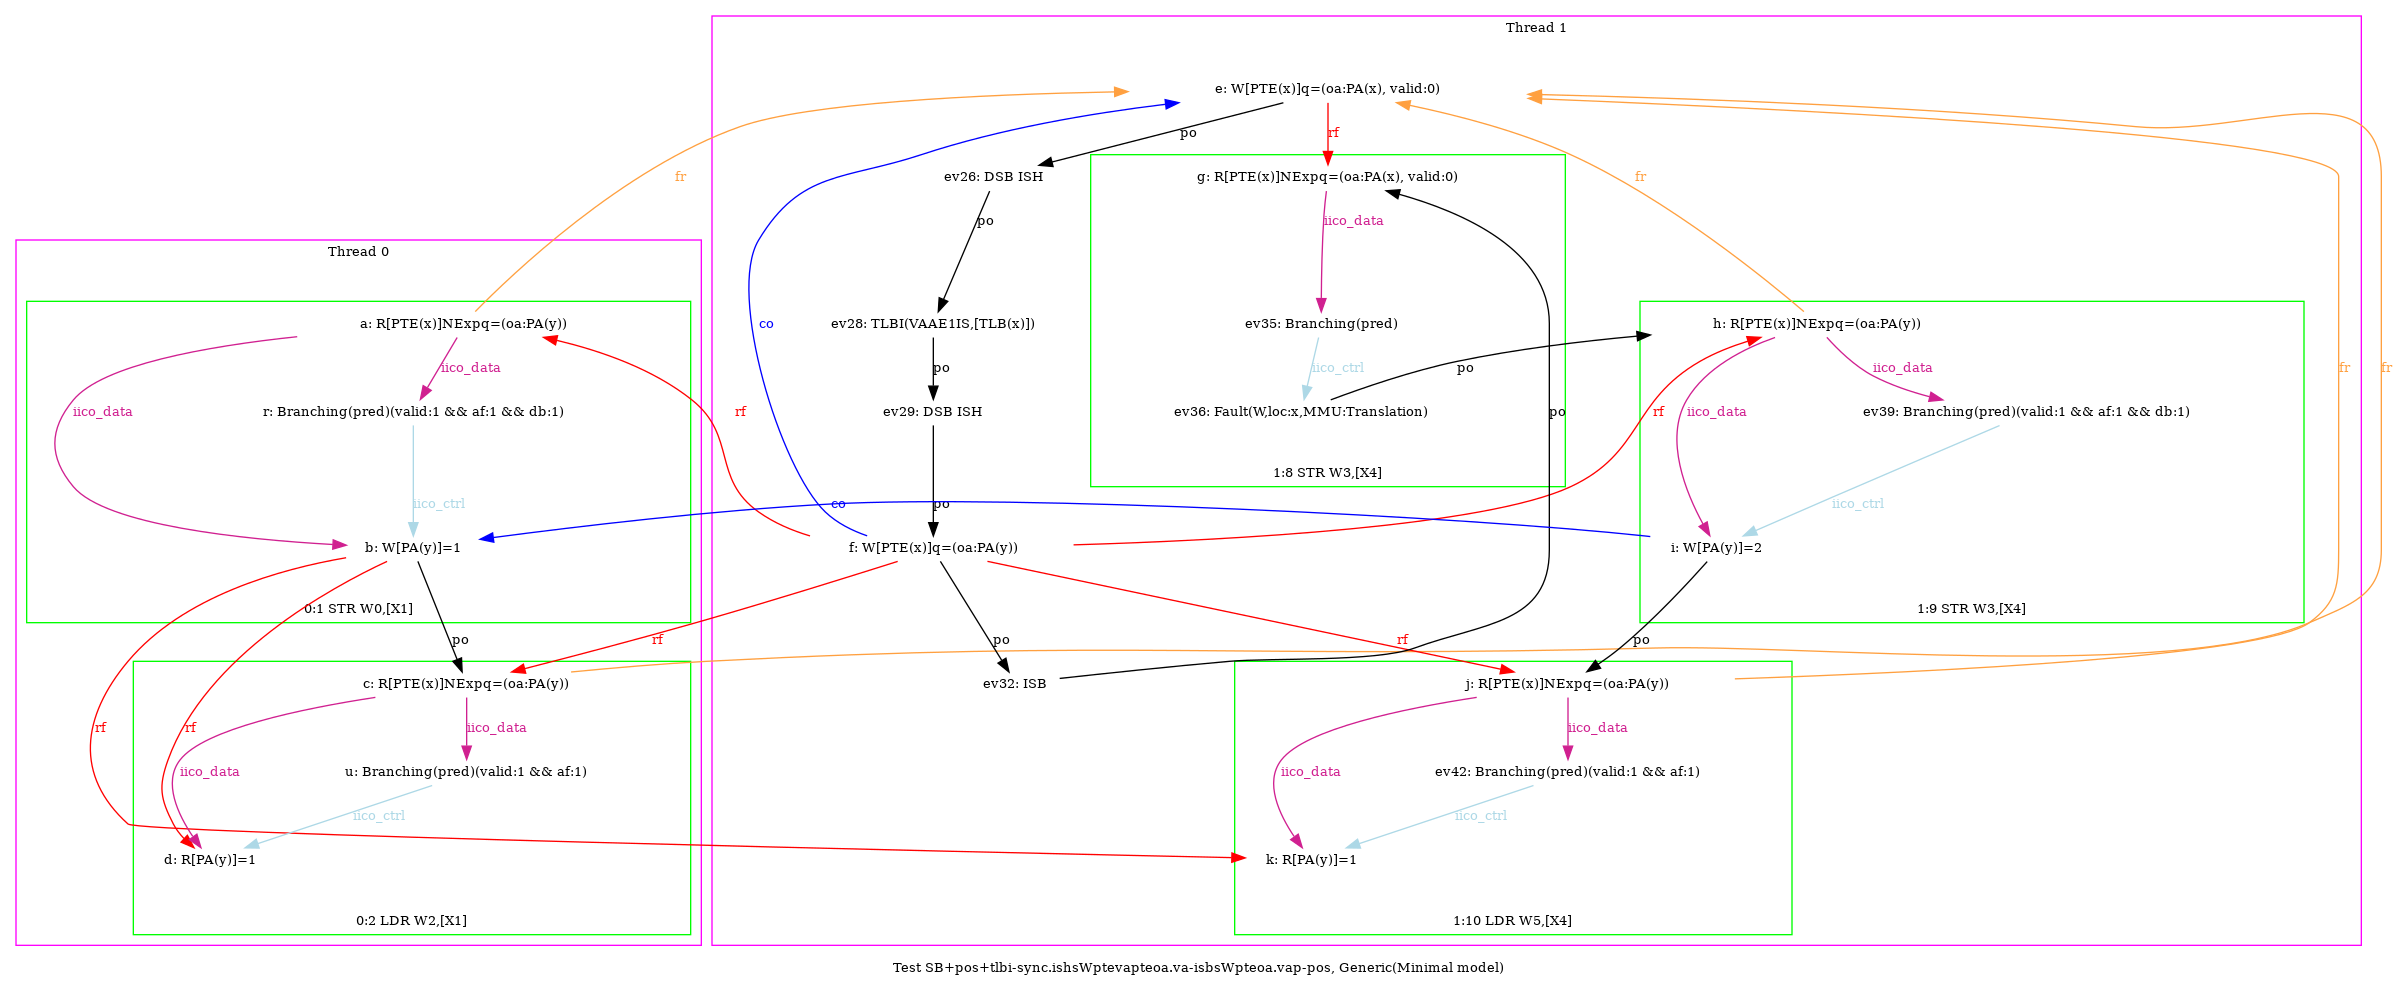 Thread 1
e: W[PTE(x)]q=(oa:PA(x), valid:0)
po
rf
fr
ev26: DSB ISH
g: R[PTE(x)]NExpq=(oa:PA(x), valid:0)
fr
po
iico_data
Thread 0
a: R[PTE(x)]NExpq=(oa:PA(y))
co
ev28: TLBI(VAAE1IS,[TLB(x)])
ev35: Branching(pred)
h: R[PTE(x)]NExpq=(oa:PA(y))
iico_data
po
iico_ctrl
po
iico_data
fr
fr
iico_data
r: Branching(pred)(valid:1 && af:1 && db:1)
rf
ev29: DSB ISH
ev36: Fault(W,loc:x,MMU:Translation)
po
rf
iico_data
ev39: Branching(pred)(valid:1 && af:1 && db:1)
1:8 STR W3,[X4]
iico_ctrl
co
po
iico_ctrl
b: W[PA(y)]=1
f: W[PTE(x)]q=(oa:PA(y))
i: W[PA(y)]=2
0:1 STR W0,[X1]
1:9 STR W3,[X4]
po
rf
po
rf
po
c: R[PTE(x)]NExpq=(oa:PA(y))
ev32: ISB
j: R[PTE(x)]NExpq=(oa:PA(y))
rf
rf
iico_data
iico_data
iico_data
u: Branching(pred)(valid:1 && af:1)
iico_data
ev42: Branching(pred)(valid:1 && af:1)
iico_ctrl
iico_ctrl
d: R[PA(y)]=1
k: R[PA(y)]=1
0:2 LDR W2,[X1]
1:10 LDR W5,[X4]
Test SB+pos+tlbi-sync.ishsWptevapteoa.va-isbsWpteoa.vap-pos, Generic(Minimal model)